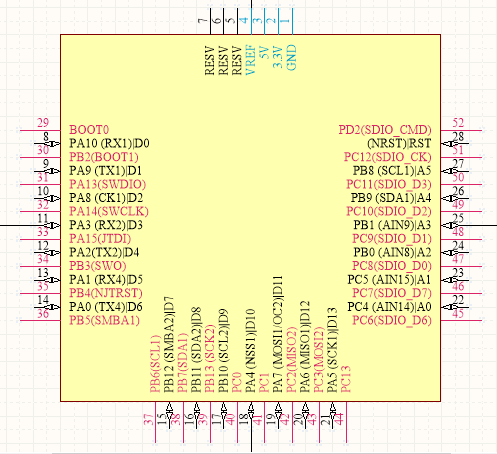 7
6
5
4
3
2
1
RESV
RESV
RESV
VREF
5V
3.3V
GND
29 BOOT0
8 PA10 (RX1)|D0
30 PB2(BOOT1)
9 PA9 (TX1)|D1
31 PA13(SWDIO)
10 PA8 (CK1)|D2
32 PA14(SWCLK)
11 PA3 (RX2)|D3
33 PA15(JTDI)
12 PA2(TX2)|D4
34 PB3(SWO)
13 PA1 (RX4)|D5
35 PB4(NJTRST)
14 PA0 (TX4)|D6
36 PB5(SMBA1)
PD2(SDIO_CMD) 52
(NRST)|RST 28
PC12(SDIO_CK) 51
PB8 (SCL1)|A5 27
PC11(SDIO_D3) 50
PB9 (SDA1)|A4 26
PC10(SDIO_D2) 49
PB1 (AIN9)|A3 25
PC9(SDIO_D1) 48
PB0 (AIN8)|A2 24
PC8(SDIO_D0) 47
PC5 (AIN15)|A1 23
PC7(SDIO_D7) 46
PC4 (AIN14)|A0 22
PC6(SDIO_D6) 45
PB6(SCL1)
PB12 (SMBA2)|D7
PB7(SDA1)
PB11 (SDA2)|D8
PB13 (SCK2)
PB10 (SCL2)|D9
PC0
PA4 (NSS1)|D10
PC1
PA7 (MOSI1/OC2)|D11
PC2(MISO2)
PA6 (MISO1)|D12
PC3(MOSI2)
PA5 (SCK1)|D13
PC13
37
15
38
16
39
17
40
18
41
19
42
20
43
21
44